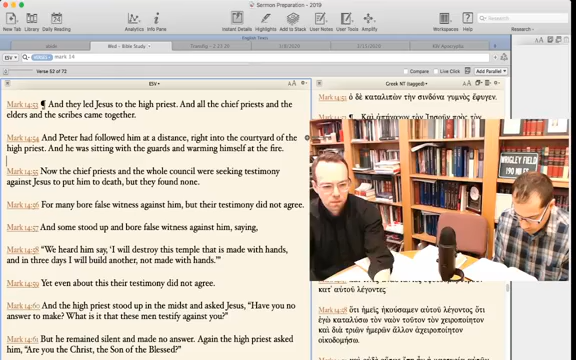 Sermon Preparation - 2019
New Tab
Library
Daily Reading
Analytics
Info Pane
Instant Details
Highlights
Add to Stack
User Notes
User Tools
Amplify
Workspaces
Help
Search
Research
English Texts
Wed - Bible Study
ESV
mark 14
Verse 52 of 72
Compare
Live Click
Add Parallel
ESV
Mark 14:53 ¶ And they led Jesus to the high priest. And all the chief priests and the
elders and the scribes came together.
Mark 14:54 And Peter had followed him at a distance, right into the courtyard of the
high priest. And he was sitting with the guards and warming himself at the fire.
Mark 14:55 Now the chief priests and the whole council were seeking testimony
against Jesus to put him to death, but they found none.
Mark 14:56 For many bore false witness against him, but their testimony did not agree.
Mark 14:57 And some stood up and bore false witness against him, saying,
Mark 14:58 “We heard him say, ‘I will destroy this temple that is made with hands,
and in three days I will build another, not made with hands.’”
Mark 14:59 Yet even about this their testimony did not agree.
Mark 14:60 And the high priest stood up in the midst and asked Jesus, “Have you no
answer to make? What is it that these men testify against you?”
Mark 14:61 But he remained silent and made no answer. Again the high priest asked
him, “Are you the Christ, the Son of the Blessed?”
Greek NT (tagged)
ὁ δὲ καταλιπὼν τὴν σινδόνα γυμνὸς ἔφυγεν.
WRIGLEY FIELD
190 MI
κατ᾽ αὐτοῦ λέγοντες
Mark 14:58 ὅτι ἡμεῖς ἠκούσαμεν αὐτοῦ λέγοντος ὅτι
ἐγὼ καταλύσω τὸν ναὸν τοῦτον τὸν χειροποίητον
καὶ διὰ τριῶν ἡμερῶν ἄλλον ἀχειροποίητον
οἰκοδομήσω.